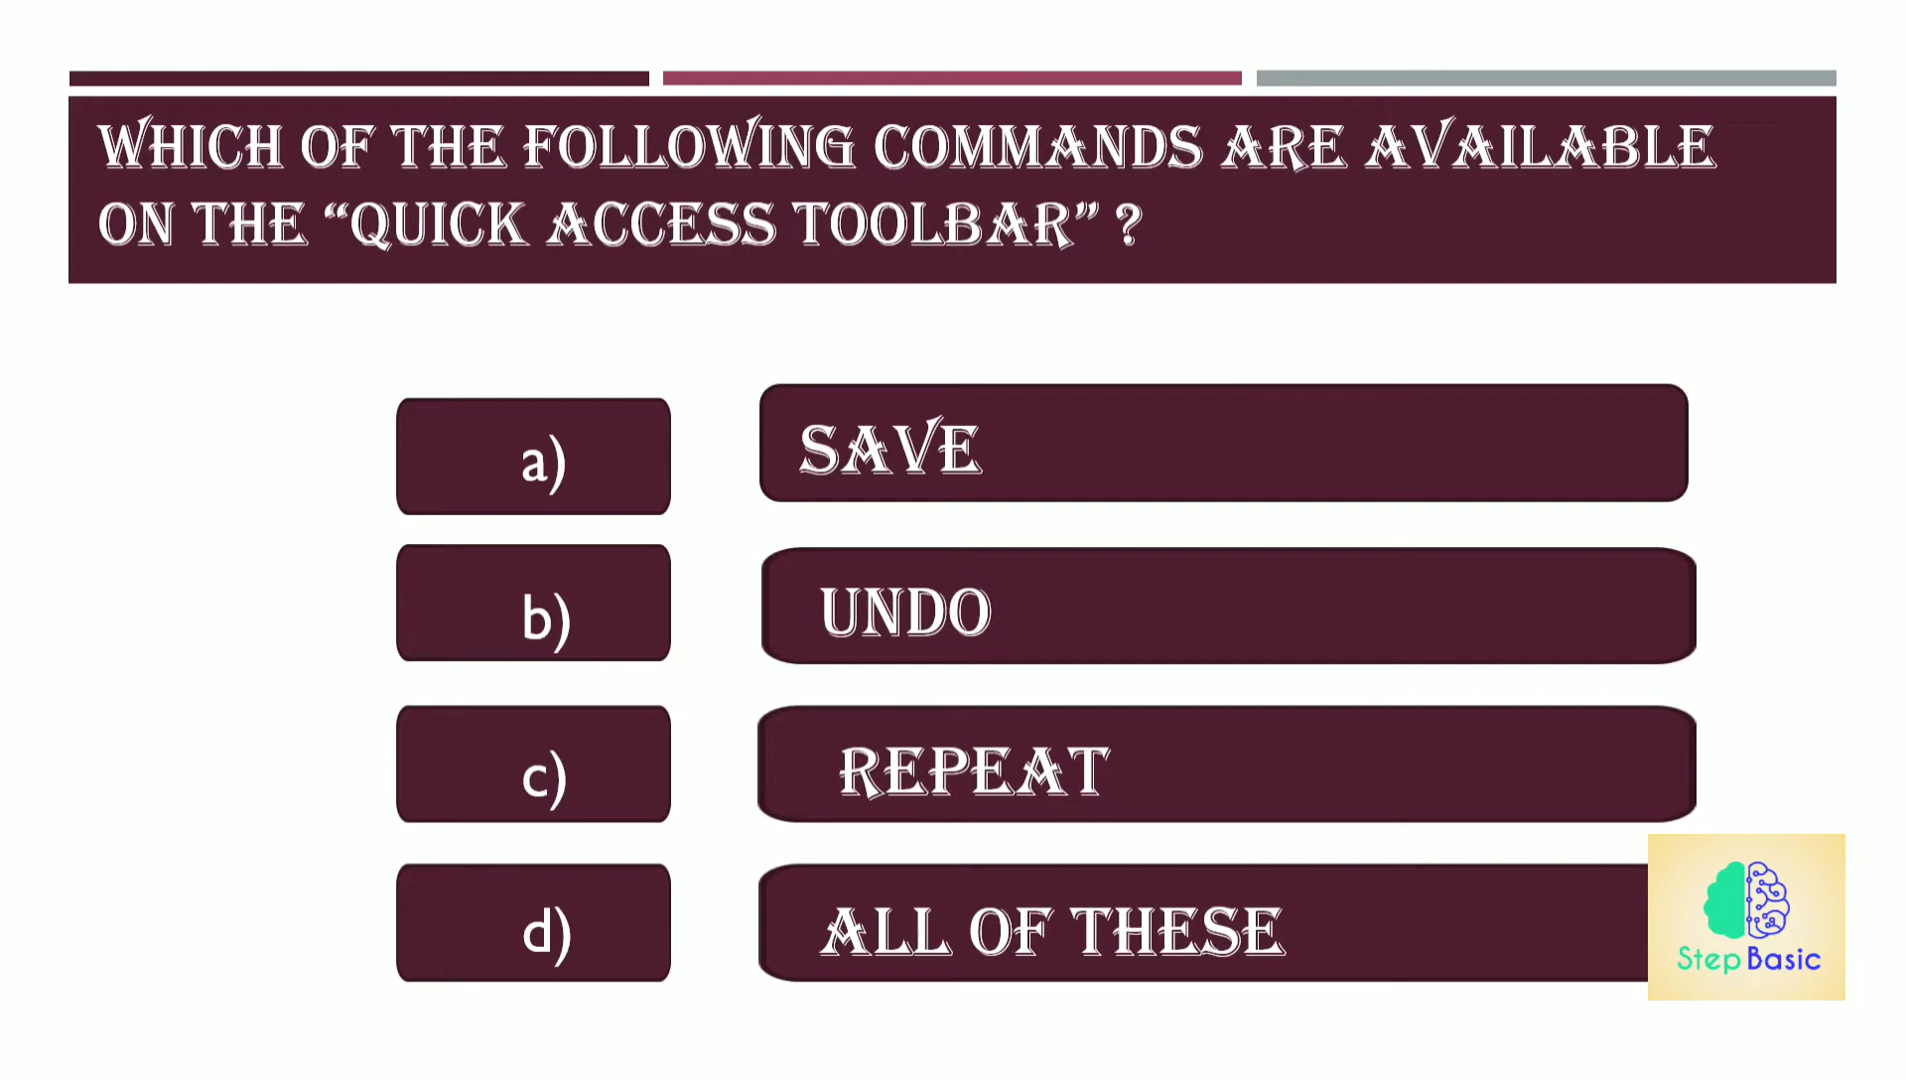 WHICH OF THE FOLLOWING COMMANDS ARE AVAILABLE
ON THE “QUICK ACCESS TOOLBAR” ?
a) SAVE
b) UNDO
c) REPEAT
d) ALL OF THESE
Step Basic